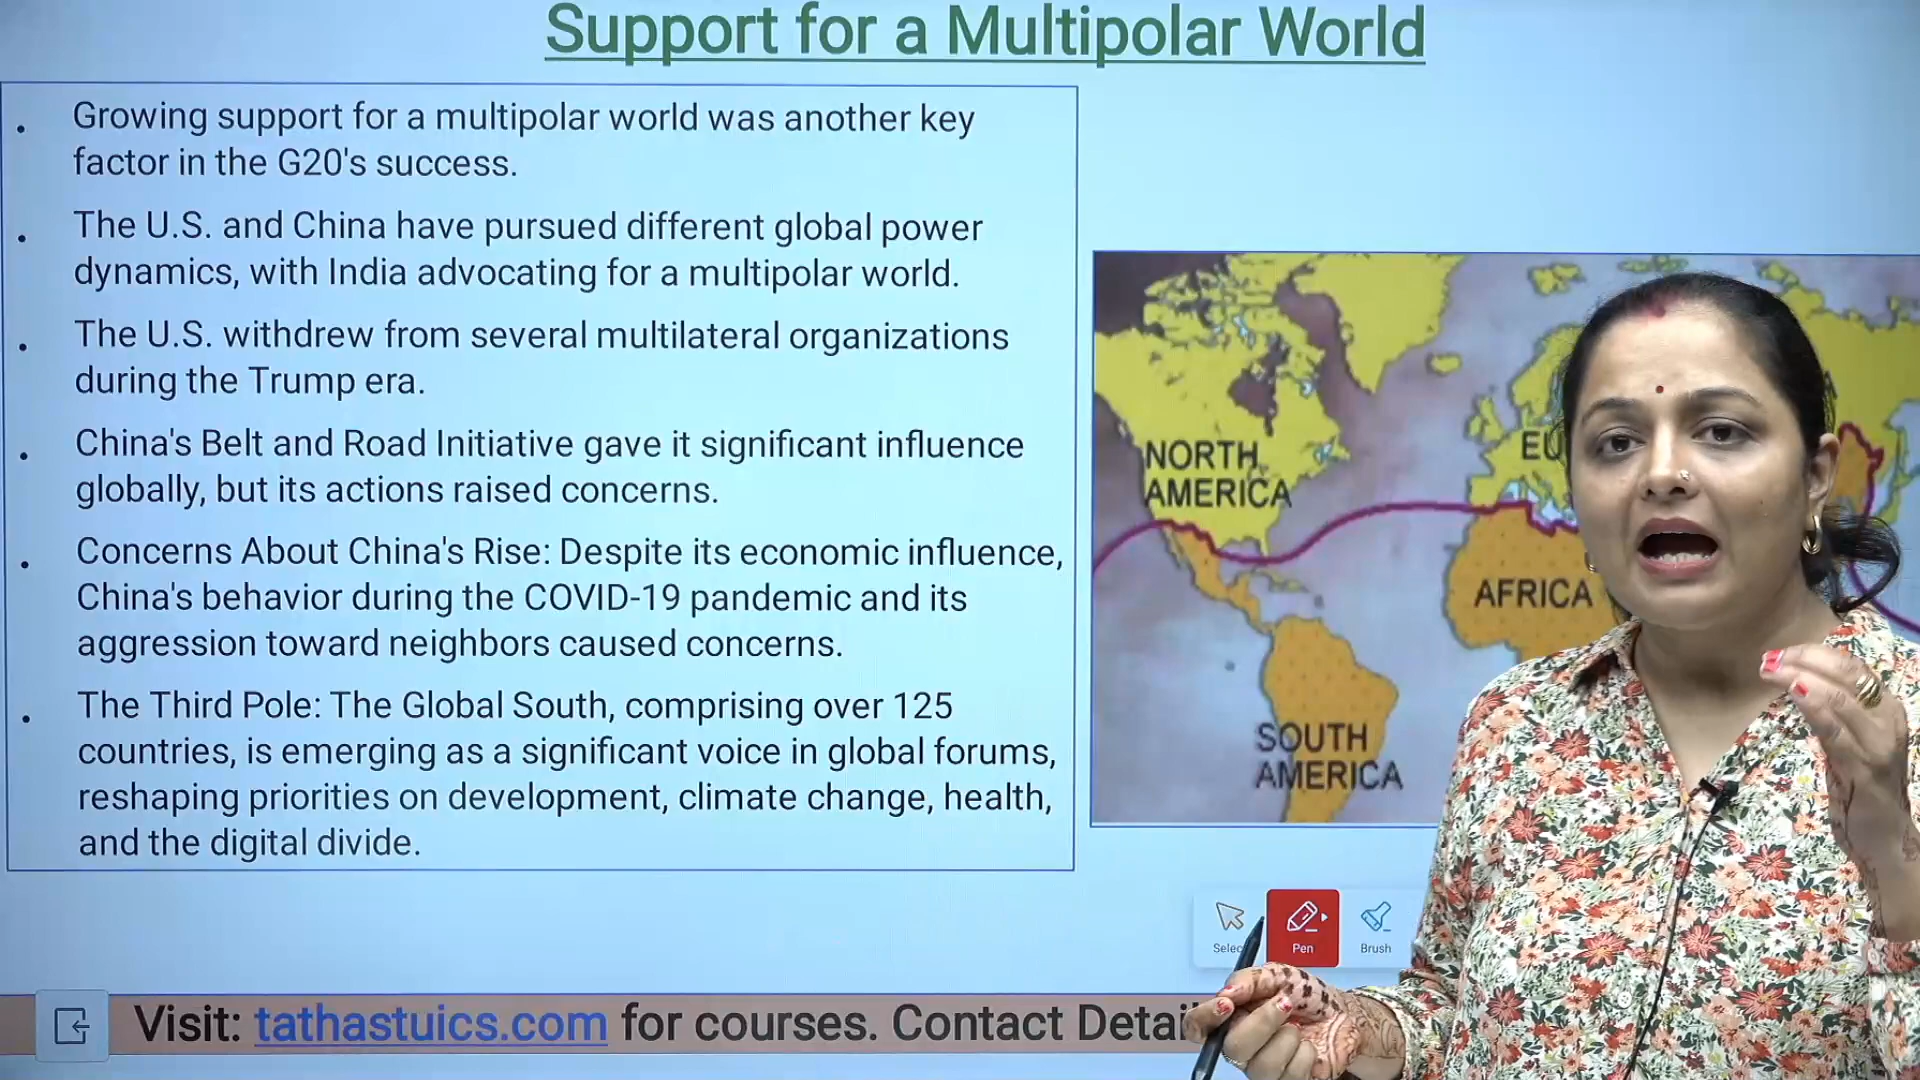 Support for a Multipolar World
Growing support for a multipolar world was another key
factor in the G20's success.
The U.S. and China have pursued different global power
dynamics, with India advocating for a multipolar world.
The U.S. withdrew from several multilateral organizations
during the Trump era.
China's Belt and Road Initiative gave it significant influence
globally, but its actions raised concerns.
Concerns About China's Rise: Despite its economic influence,
China's behavior during the COVID-19 pandemic and its
aggression toward neighbors caused concerns.
The Third Pole: The Global South, comprising over 125
countries, is emerging as a significant voice in global forums,
reshaping priorities on development, climate change, health,
and the digital divide.
NORTH
AMERICA
EU
AFRICA
SOUTH
AMERICA
Selec
Pen
Brush
Visit: tathastuics.com for courses. Contact Detai